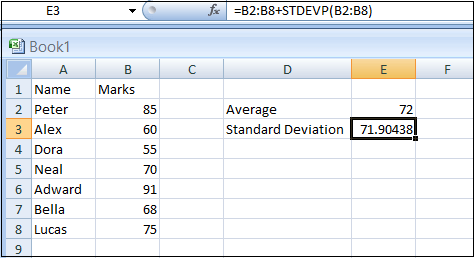 E3 fx =B2:B8+STDEVP(B2:B8)
Book1
A B C D E F
1 Name Marks
2 Peter 85 Average 72
3 Alex 60 Standard Deviation 71.90438
4 Dora 55
5 Neal 70
6 Adward 91
7 Bella 68
8 Lucas 75
9